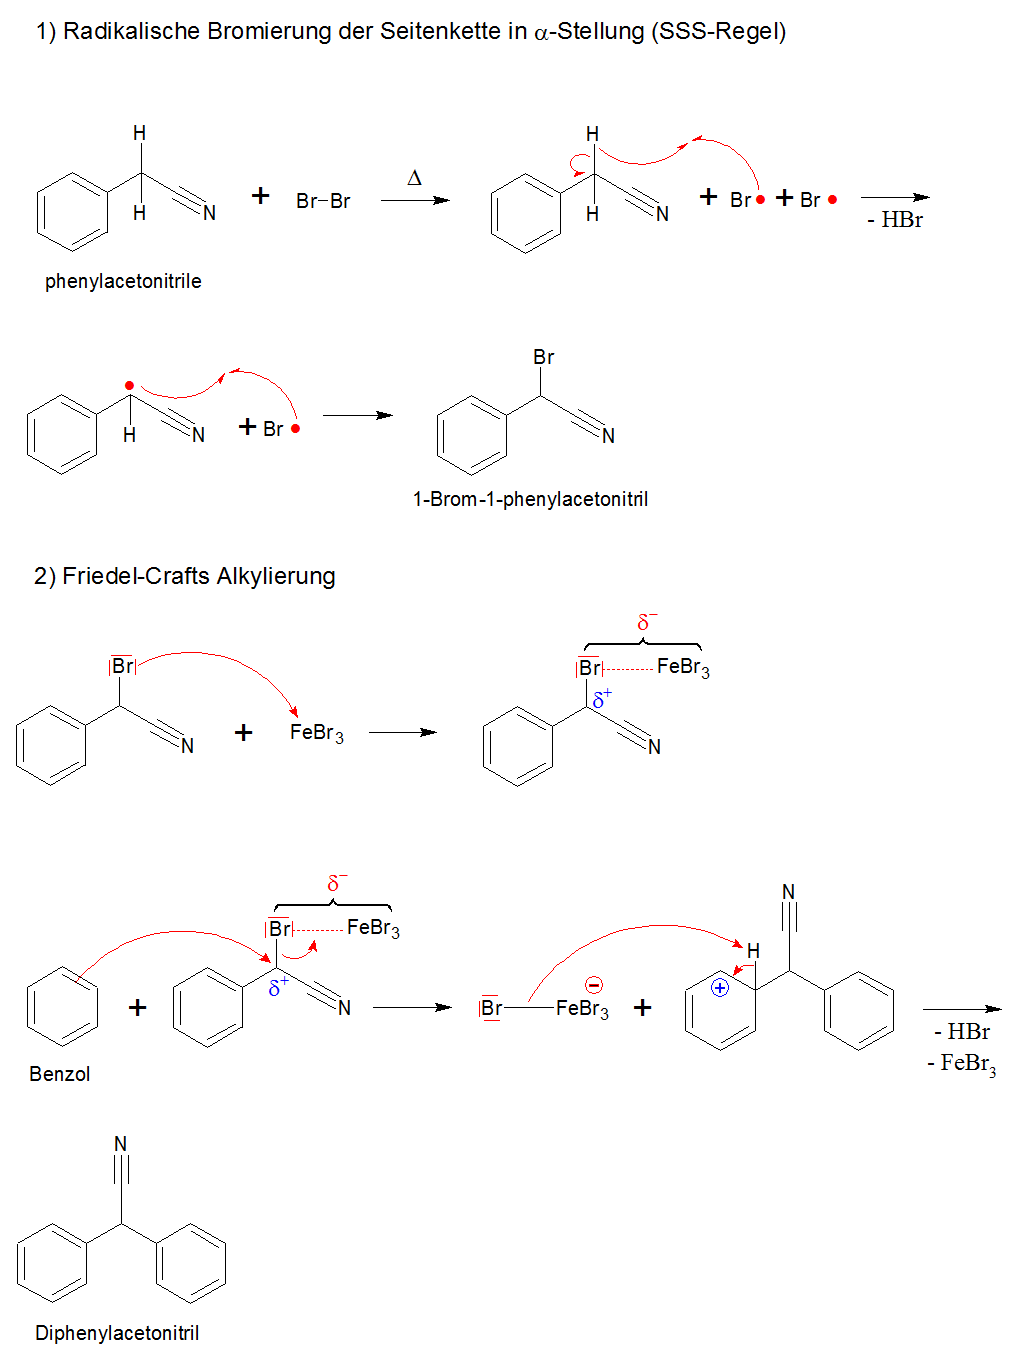 1) Radikalische Bromierung der Seitenkette in α-Stellung (SSS-Regel)
H
H
N
+
Br–Br
Δ
H
H
N
+
Br •
+
Br •
- HBr
phenylacetonitrile
H
N
+
Br •
Br
N
1-Brom-1-phenylacetonitril
2) Friedel-Crafts Alkylierung
Br
N
+
FeBr3
δ−
Br
FeBr3
δ+
N
δ−
Br
FeBr3
δ+
N
+
Benzol
Br
FeBr3
−
+
N
H
+
- HBr
- FeBr3
N
Diphenylacetonitril